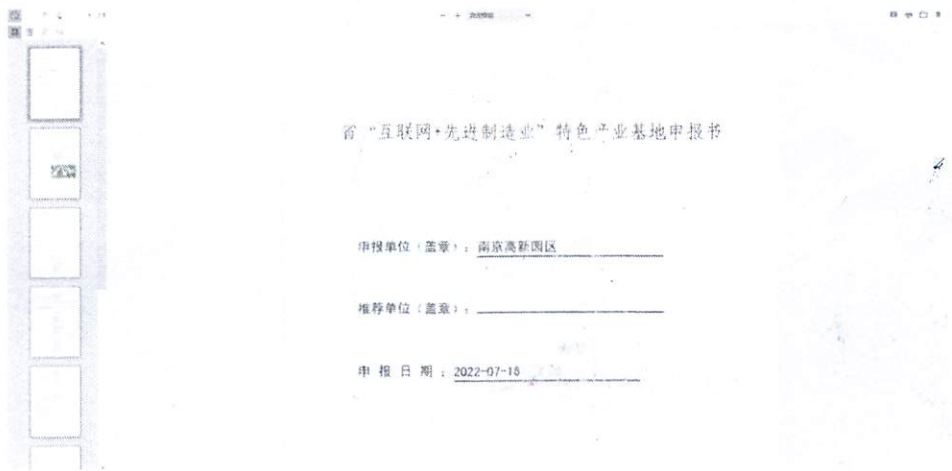 省“互联网+先进制造业”特色产业基地申报书
申报单位（盖章）：南京高新园区
推荐单位（盖章）：
申 报 日 期：2022-07-18